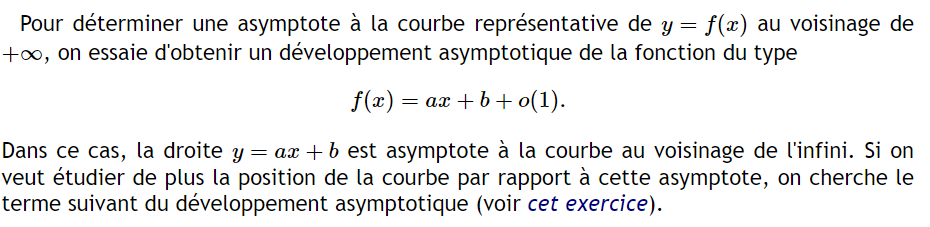 Pour déterminer une asymptote à la courbe représentative de y = f(x) au voisinage de
+∞, on essaie d'obtenir un développement asymptotique de la fonction du type
f(x) = ax + b + o(1).
Dans ce cas, la droite y = ax + b est asymptote à la courbe au voisinage de l'infini. Si on
veut étudier de plus la position de la courbe par rapport à cette asymptote, on cherche le
terme suivant du développement asymptotique (voir cet exercice).